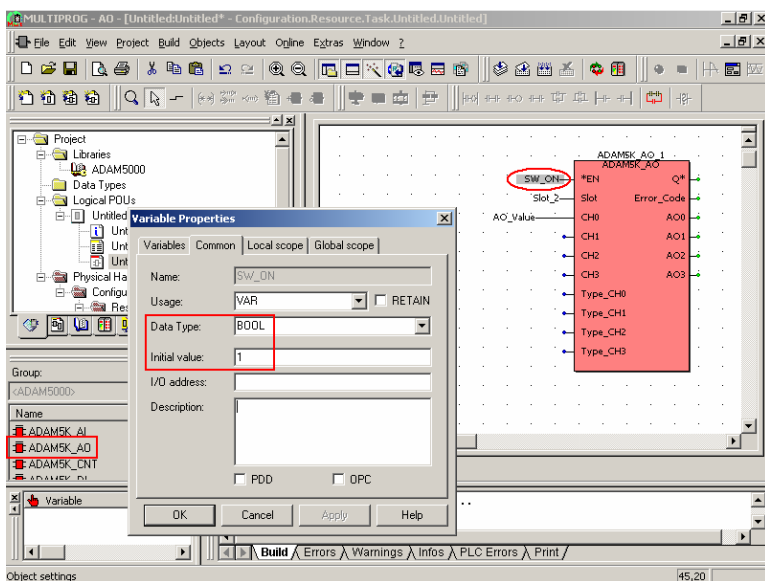 MULTIPROG - AO - [Untitled:Untitled* - Configuration.Resource.Task.Untitled.Untitled]
File Edit View Project Build Objects Layout Online Extras Window ?
Project
Libraries
ADAM5000
Data Types
Logical POUs
Untitled
Unt
Unt
Unt
Physical Ha
Configu
Res
Group:
<ADAM5000>
Name
ADAM5K_AI
ADAM5K_AO
ADAM5K_CNT
ADAM5K_DI
Variable Properties
Variables Common Local scope Global scope
Name: SW_ON
Usage: VAR RETAIN
Data Type: BOOL
Initial value: 1
I/O address:
Description:
PDD OPC
OK Cancel Apply Help
ADAM5K_AO_1
ADAM5K_AO
SW_ON *EN Q*
Slot_2 Slot Error_Code
AO_Value CH0 AO0
CH1 AO1
CH2 AO2
CH3 AO3
Type_CH0
Type_CH1
Type_CH2
Type_CH3
Variable
Build Errors Warnings Infos PLC Errors Print
Object settings
45,20